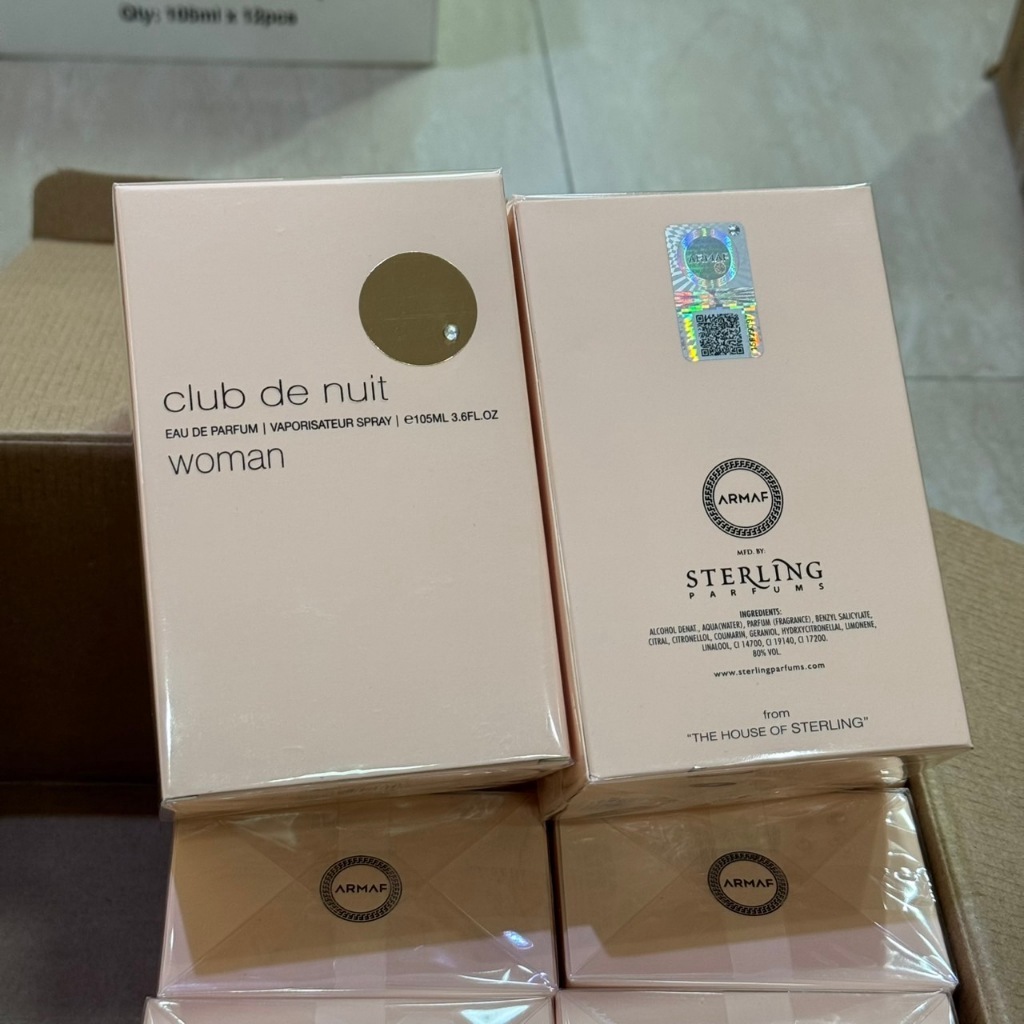 Qty: 105ml x 12pcs
club de nuit
EAU DE PARFUM | VAPORISATEUR SPRAY | ℮105ML 3.6FL.OZ
woman
ARMAF
ARMAF
MFD. BY:
STERLING
PARFUMS
INGREDIENTS:
ALCOHOL DENAT., AQUA(WATER), PARFUM (FRAGRANCE), BENZYL SALICYLATE,
CITRAL, CITRONELLOL, COUMARIN, GERANIOL, HYDRXYCITRONELLAL, LIMONENE,
LINALOOL, CI 14700, CI 19140, CI 17200.
80% VOL.
www.sterlingparfums.com
from
"THE HOUSE OF STERLING"
ARMAF
ARMAF